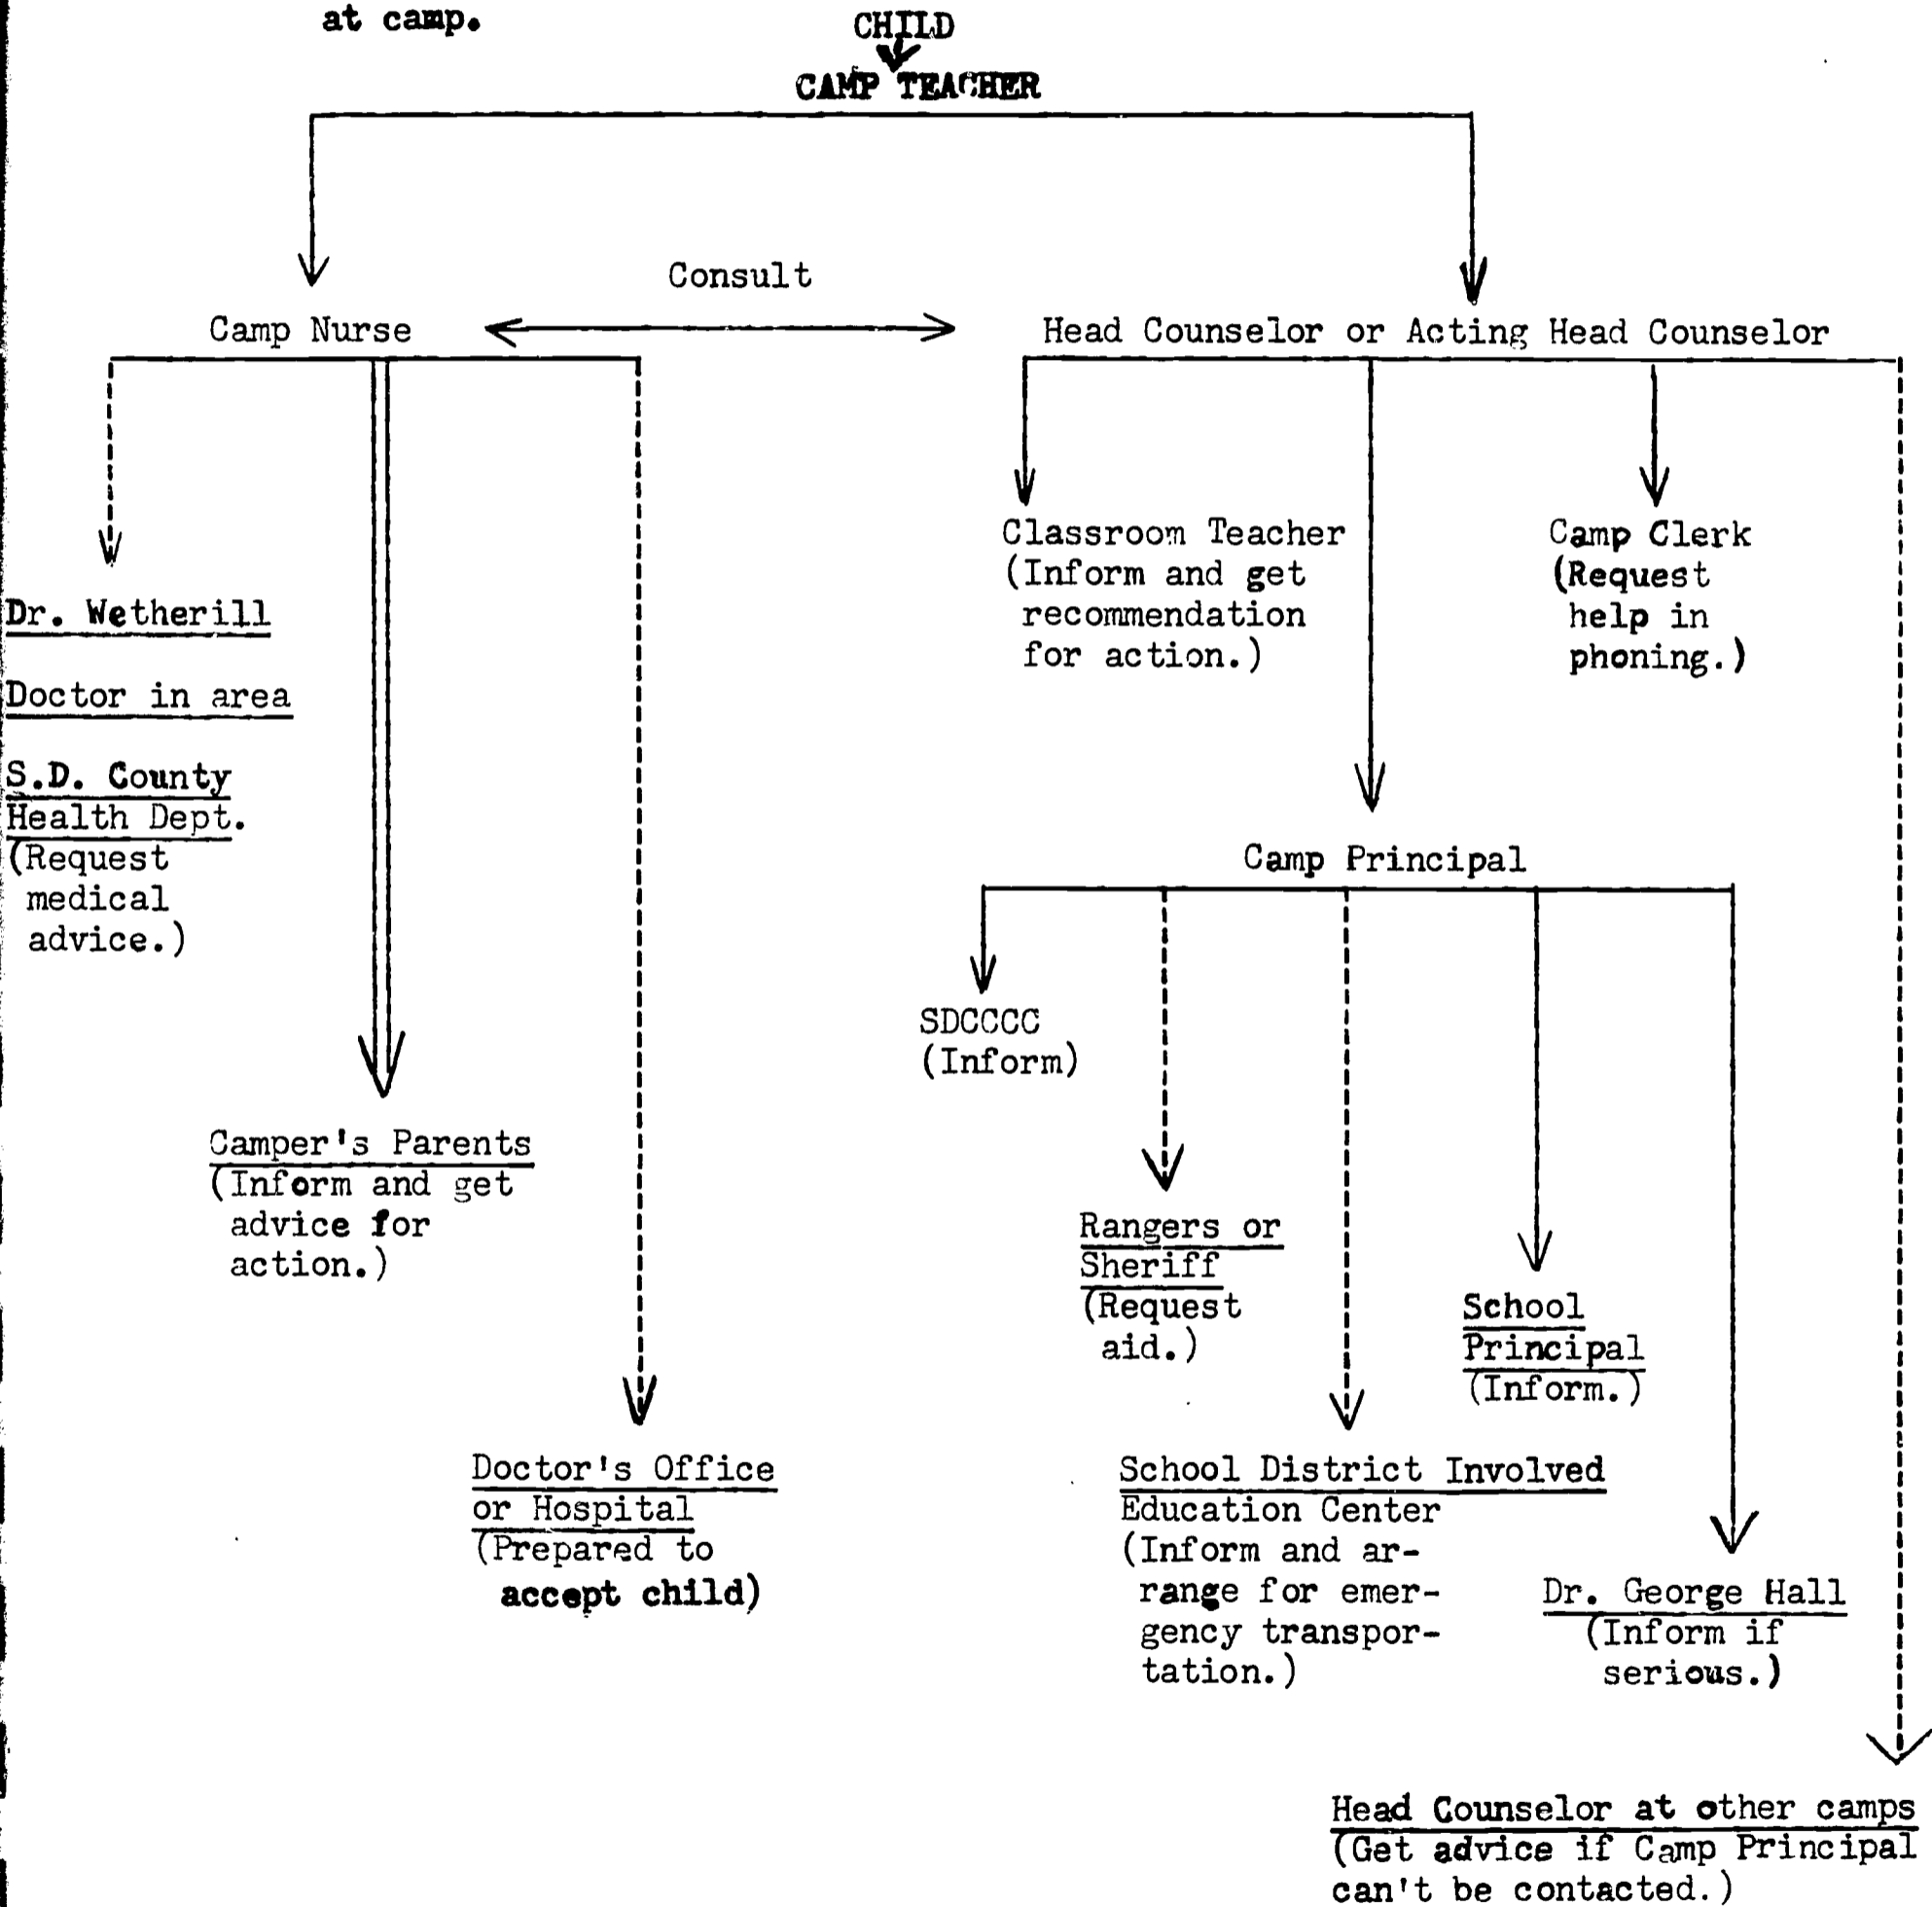 at camp.
CHILD
CAMP TEACHER
Consult
Camp Nurse
Head Counselor or Acting Head Counselor
Classroom Teacher
(Inform and get
recommendation
for action.)
Camp Clerk
(Request
help in
phoning.)
Dr. Wetherill
Doctor in area
S.D. County
Health Dept.
(Request
medical
advice.)
Camp Principal
SDCCCC
(Inform)
Camper's Parents
(Inform and get
advice for
action.)
Rangers or
Sheriff
(Request
aid.)
School
Principal
(Inform.)
Doctor's Office
or Hospital
(Prepared to
accept child)
School District Involved
Education Center
(Inform and ar-
range for emer-
gency transpor-
tation.)
Dr. George Hall
(Inform if
serious.)
Head Counselor at other camps
(Get advice if Camp Principal
can't be contacted.)